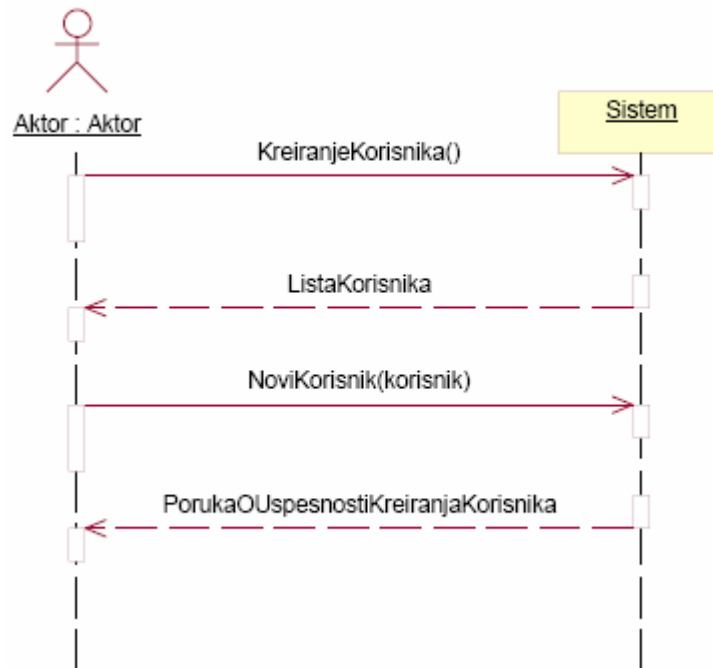 Aktor : Aktor
Sistem
KreiranjeKorisnika()
ListaKorisnika
NoviKorisnik(korisnik)
PorukaOUspesnostiKreiranjaKorisnika